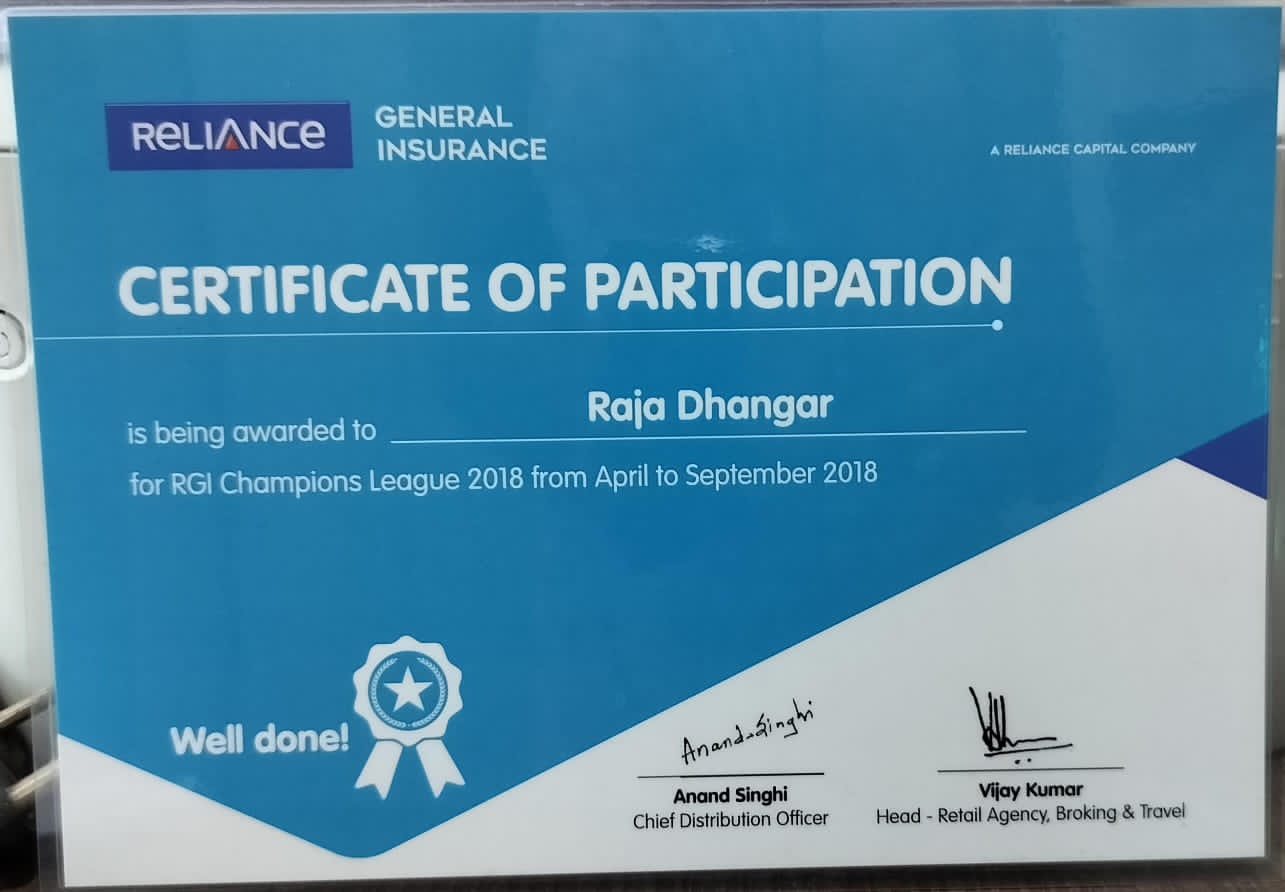 RELIANCE GENERAL
INSURANCE
A RELIANCE CAPITAL COMPANY
CERTIFICATE OF PARTICIPATION
is being awarded to Raja Dhangar
for RGI Champions League 2018 from April to September 2018
Well done!
Anand Singhi
Anand Singhi
Chief Distribution Officer
Vijay Kumar
Head - Retail Agency, Broking & Travel